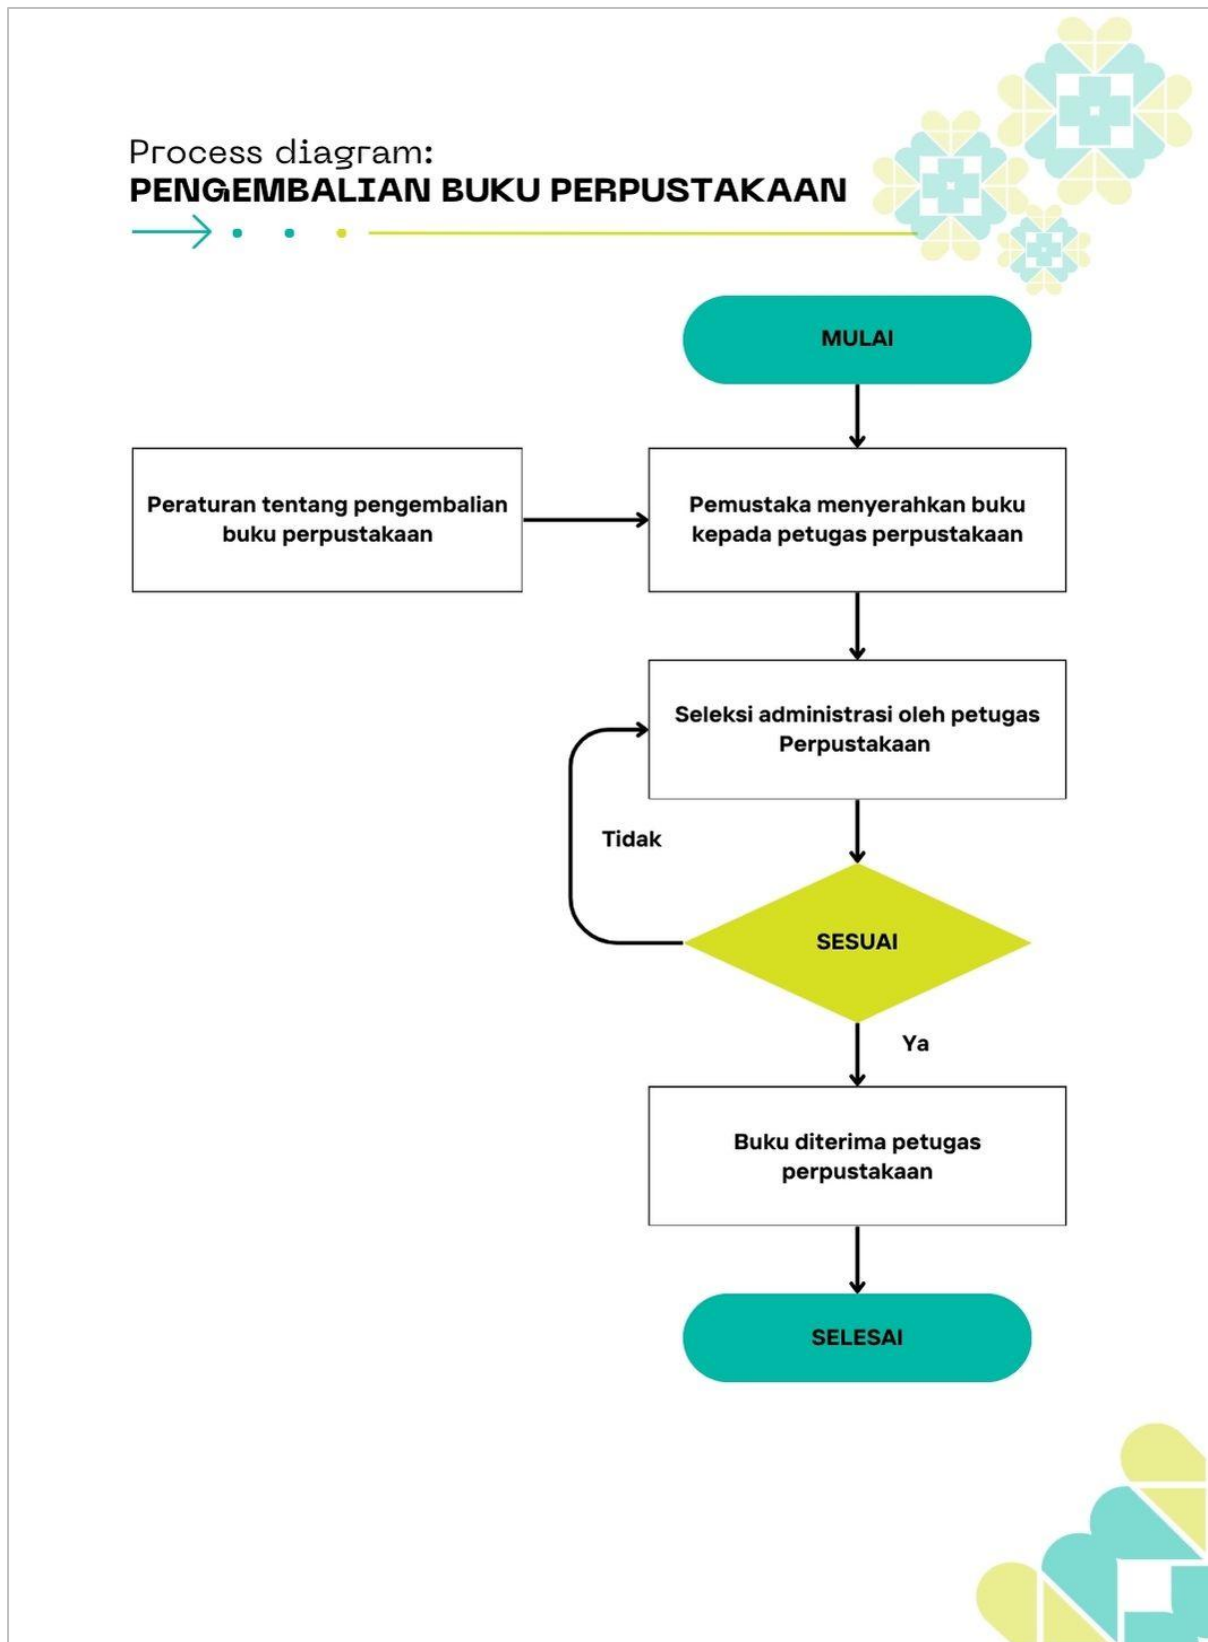 Process diagram:
PENGEMBALIAN BUKU PERPUSTAKAAN
MULAI
Peraturan tentang pengembalian
buku perpustakaan
Pemustaka menyerahkan buku
kepada petugas perpustakaan
Seleksi administrasi oleh petugas
Perpustakaan
Tidak
SESUAI
Ya
Buku diterima petugas
perpustakaan
SELESAI